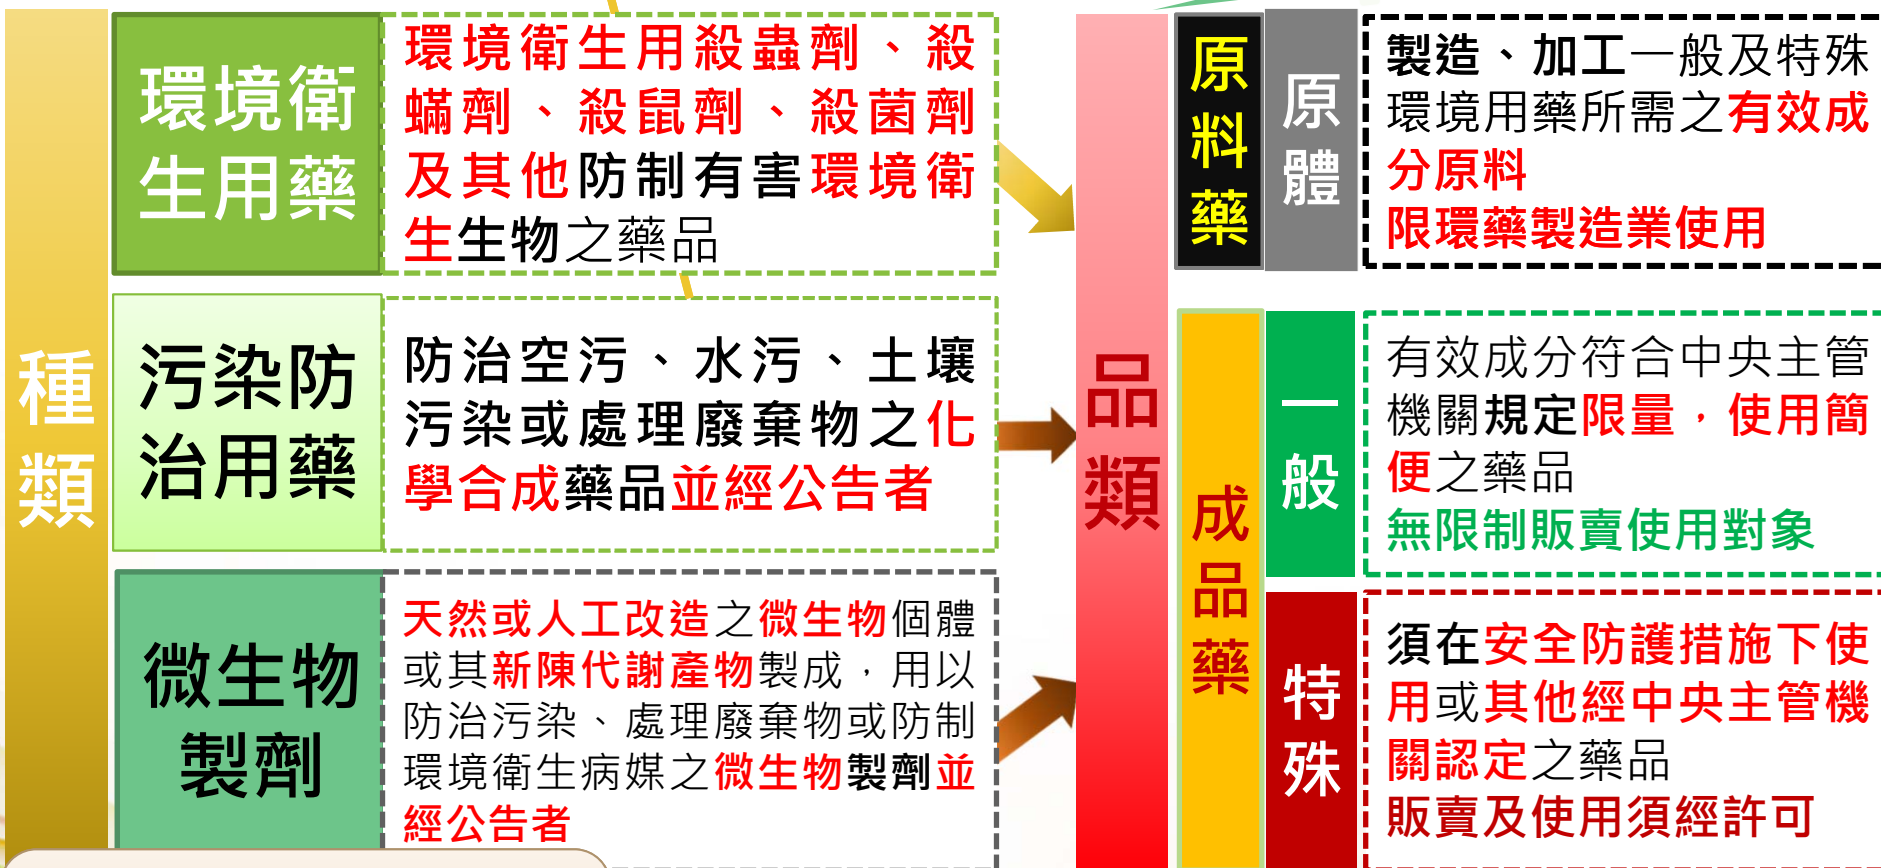 種
類
環境衛
生用藥
環境衛生用殺蟲劑、殺
蟎劑、殺鼠劑、殺菌劑
及其他防制有害環境衛
生生物之藥品
污染防
治用藥
防治空污、水污、土壤
污染或處理廢棄物之化
學合成藥品並經公告者
微生物
製劑
天然或人工改造之微生物個體
或其新陳代謝產物製成，用以
防治污染、處理廢棄物或防制
環境衛生病媒之微生物製劑並
經公告者
品
類
原
料
藥
原
體
製造、加工一般及特殊
環境用藥所需之有效成
分原料
限環藥製造業使用
成
品
藥
一
般
有效成分符合中央主管
機關規定限量，使用簡
便之藥品
無限制販賣使用對象
特
殊
須在安全防護措施下使
用或其他經中央主管機
關認定之藥品
販賣及使用須經許可